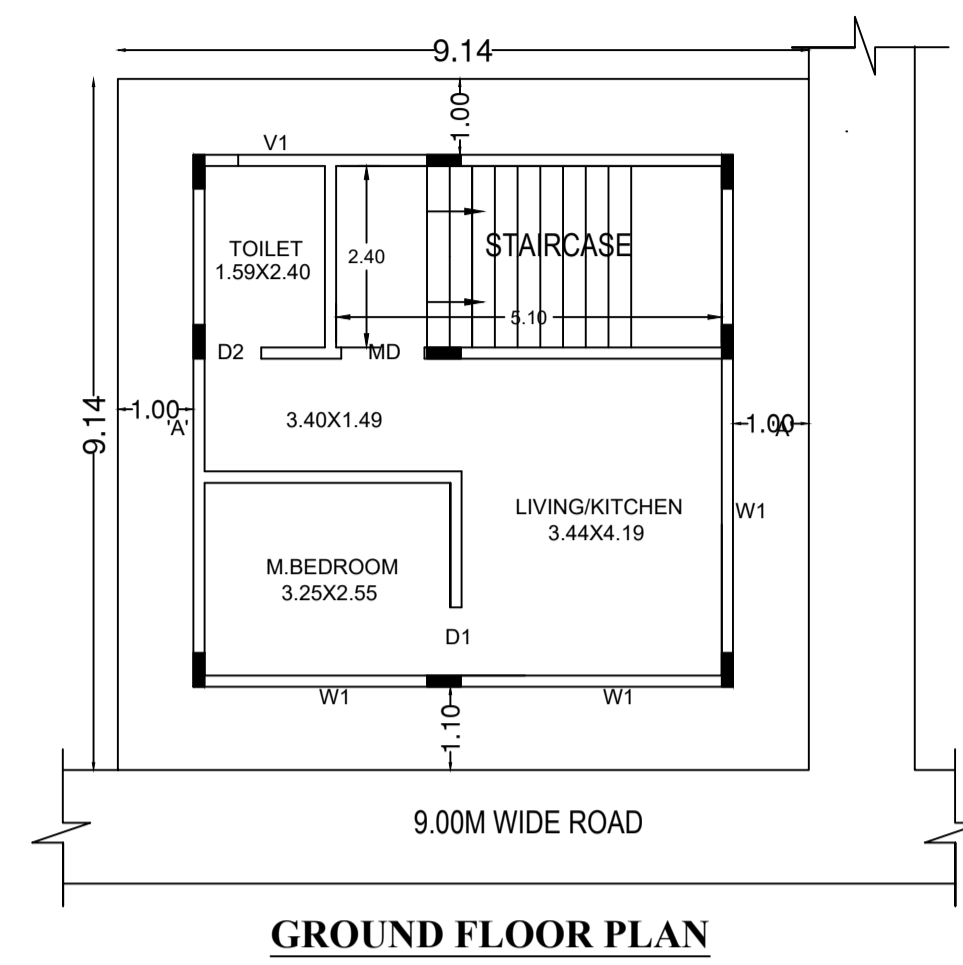 9.14
1.00
V1
TOILET
1.59X2.40
2.40
STAIRCASE
5.10
D2
MD
9.14
1.00
'A'
3.40X1.49
1.00
'A'
LIVING/KITCHEN
3.44X4.19
W1
M.BEDROOM
3.25X2.55
D1
W1
W1
1.10
9.00M WIDE ROAD
GROUND FLOOR PLAN